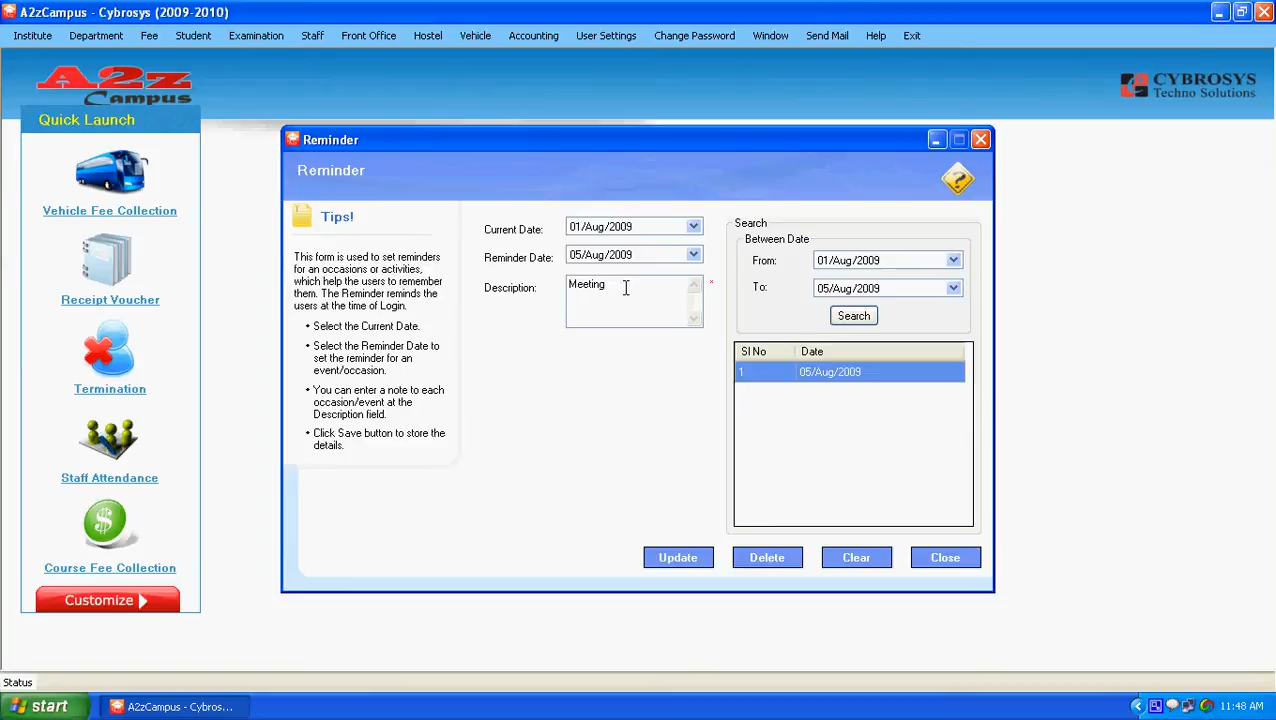 A2zCampus - Cybrosys (2009-2010)
Institute Department Fee Student Examination Staff Front Office Hostel Vehicle Accounting User Settings Change Password Window Send Mail Help Exit
A2z
Campus
CYBROSYS
Techno Solutions
Quick Launch
Vehicle Fee Collection
Receipt Voucher
Termination
Staff Attendance
Course Fee Collection
Customize
Reminder
Reminder
Tips!
This form is used to set reminders
for an occasions or activities,
which help the users to remember
them. The Reminder reminds the
users at the time of Login.
• Select the Current Date.
• Select the Reminder Date to
set the reminder for an
event/occasion.
• You can enter a note to each
occasion/event at the
Description field.
• Click Save button to store the
details.
Current Date: 01/Aug/2009
Reminder Date: 05/Aug/2009
Description: Meeting *
Search
Between Date
From: 01/Aug/2009
To: 05/Aug/2009
Search
Sl No Date
1 05/Aug/2009
Update Delete Clear Close
Status
start A2zCampus - Cybros... 11:48 AM